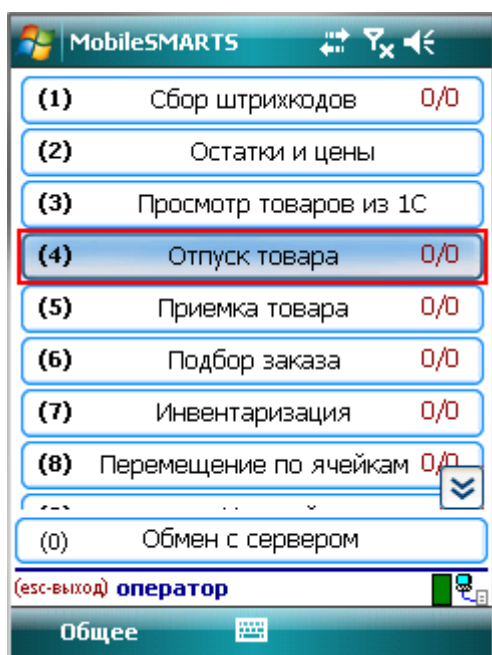 MobileSMARTS
(1) Сбор штрихкодов 0/0
(2) Остатки и цены
(3) Просмотр товаров из 1С
(4) Отпуск товара 0/0
(5) Приемка товара 0/0
(6) Подбор заказа 0/0
(7) Инвентаризация 0/0
(8) Перемещение по ячейкам
(0) Обмен с сервером
(esc-выход) оператор
Общее